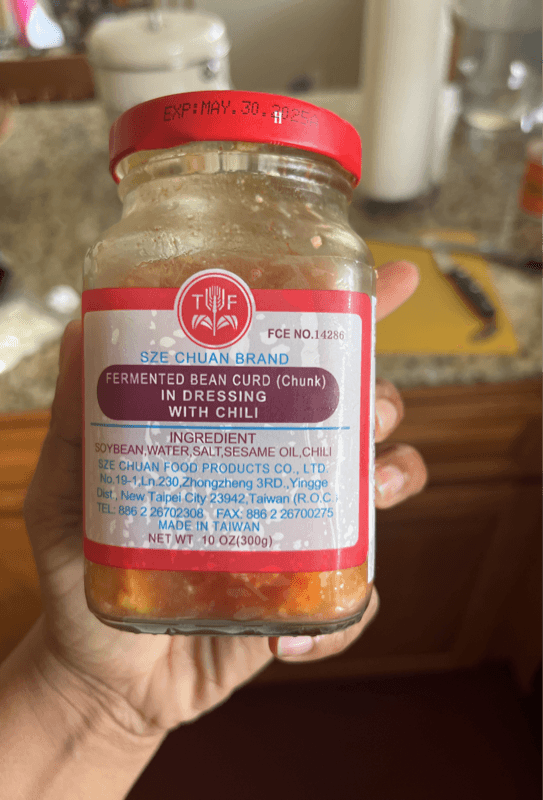 EXP:MAY.30.2025
T F
FCE NO.14286
SZE CHUAN BRAND
FERMENTED BEAN CURD (Chunk)
IN DRESSING
WITH CHILI
INGREDIENT
SOYBEAN,WATER,SALT,SESAME OIL,CHILI
SZE CHUAN FOOD PRODUCTS CO., LTD.
No.19-1,Ln.230,Zhongzheng 3RD.,Yingge
Dist., New Taipei City 23942,Taiwan (R.O.C.
TEL: 886 2 26702308 FAX: 886 2 26700275
MADE IN TAIWAN
NET WT 10 OZ(300g)